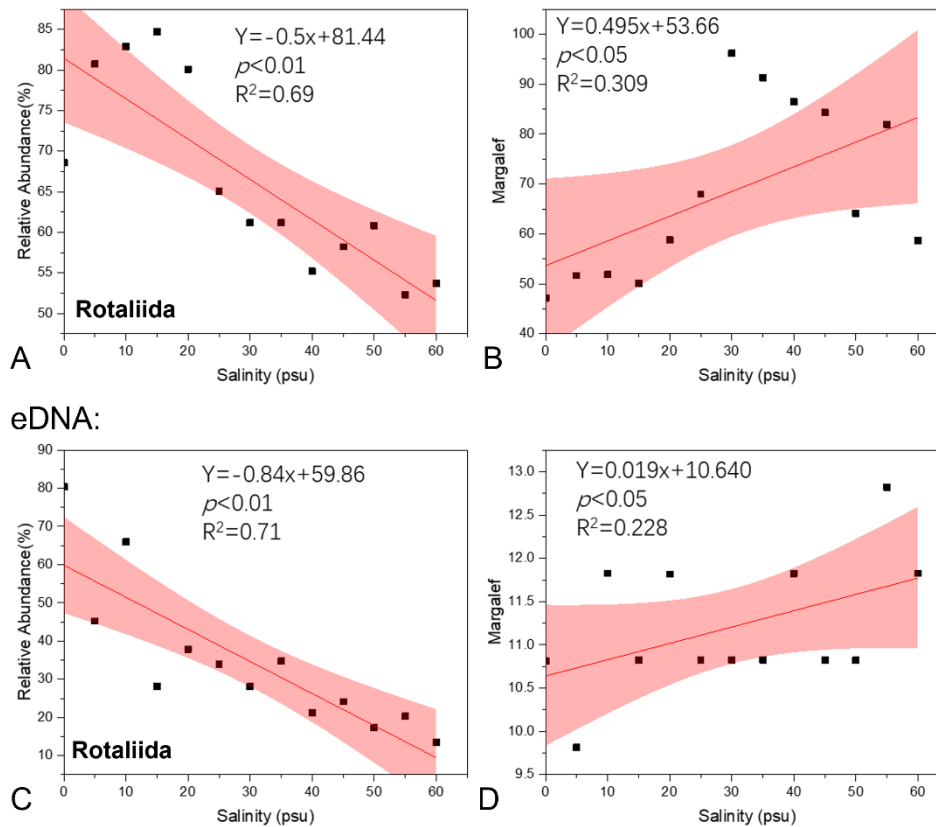 Y=−0.5x+81.44
p<0.01
R²=0.69
Relative Abundance(%)
85
80
75
70
65
60
55
50
Rotaliida
0 10 20 30 40 50 60
Salinity (psu)
A
Y=0.495x+53.66
p<0.05
R²=0.309
Margalef
100
90
80
70
60
50
40
0 10 20 30 40 50 60
Salinity (psu)
B
eDNA:
Y=−0.84x+59.86
p<0.01
R²=0.71
Relative Abundance(%)
90
80
70
60
50
40
30
20
10
Rotaliida
0 10 20 30 40 50 60
Salinity (psu)
C
Y=0.019x+10.640
p<0.05
R²=0.228
Margalef
13.0
12.5
12.0
11.5
11.0
10.5
10.0
9.5
0 10 20 30 40 50 60
Salinity (psu)
D